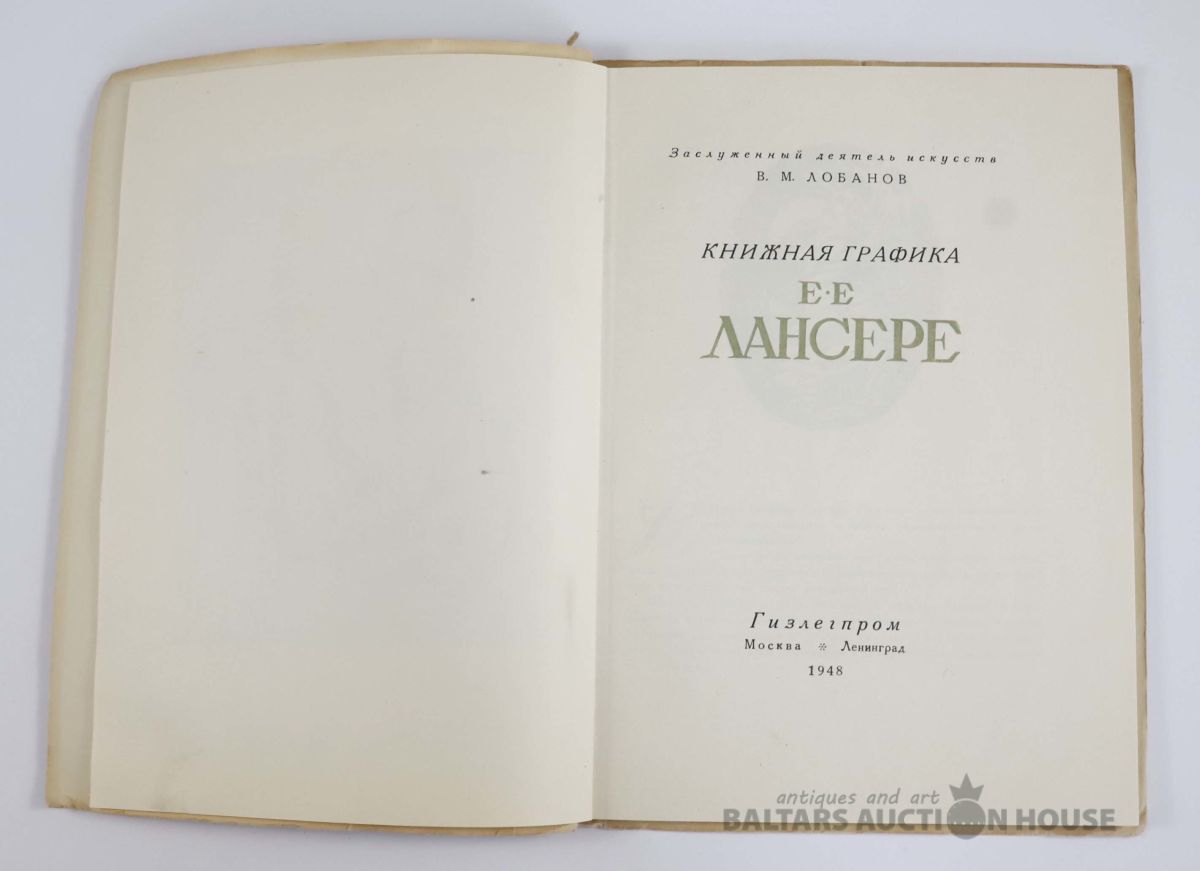 Заслуженный деятель искусств
В. М. ЛОБАНОВ
КНИЖНАЯ ГРАФИКА
Е·Е
ЛАНСЕРЕ
Гизлегпром
Москва ※ Ленинград
1948
antiques and art
BALTARS AUCTION HOUSE